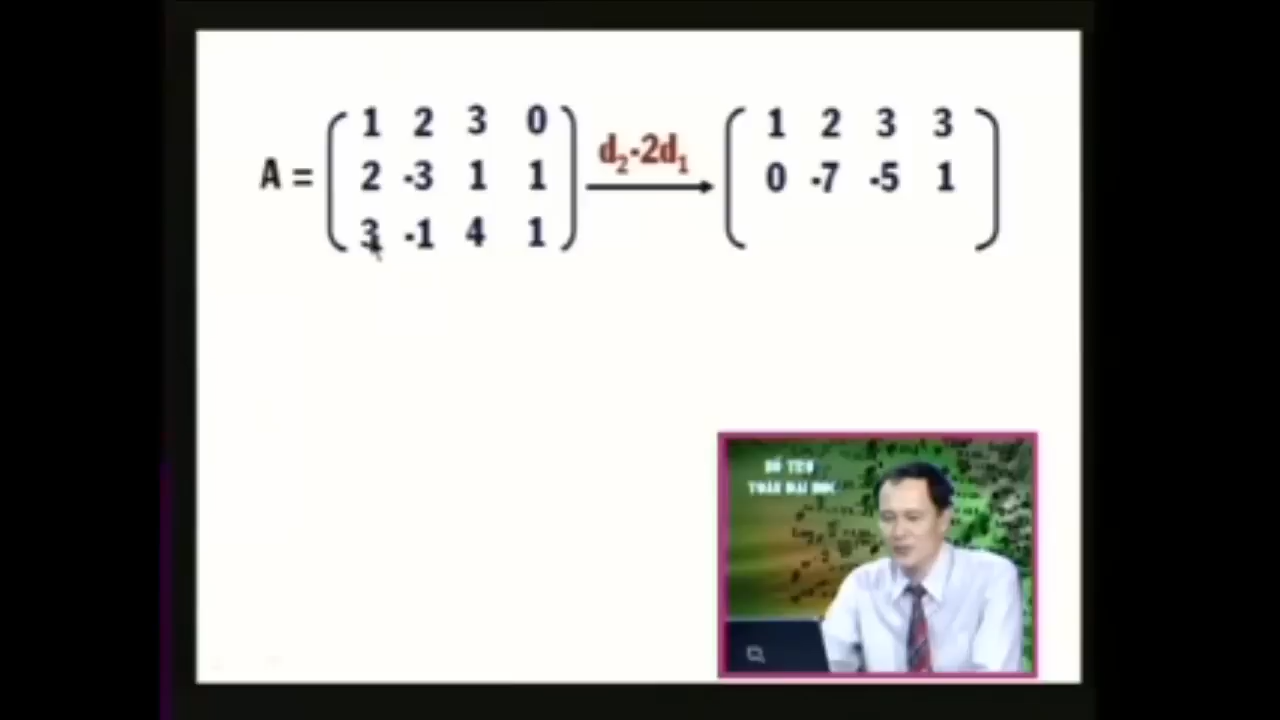 A = ( 1 2 3 0 ) d₂-2d₁ ( 1 2 3 3 )
2 -3 1 1 0 -7 -5 1
3 -1 4 1